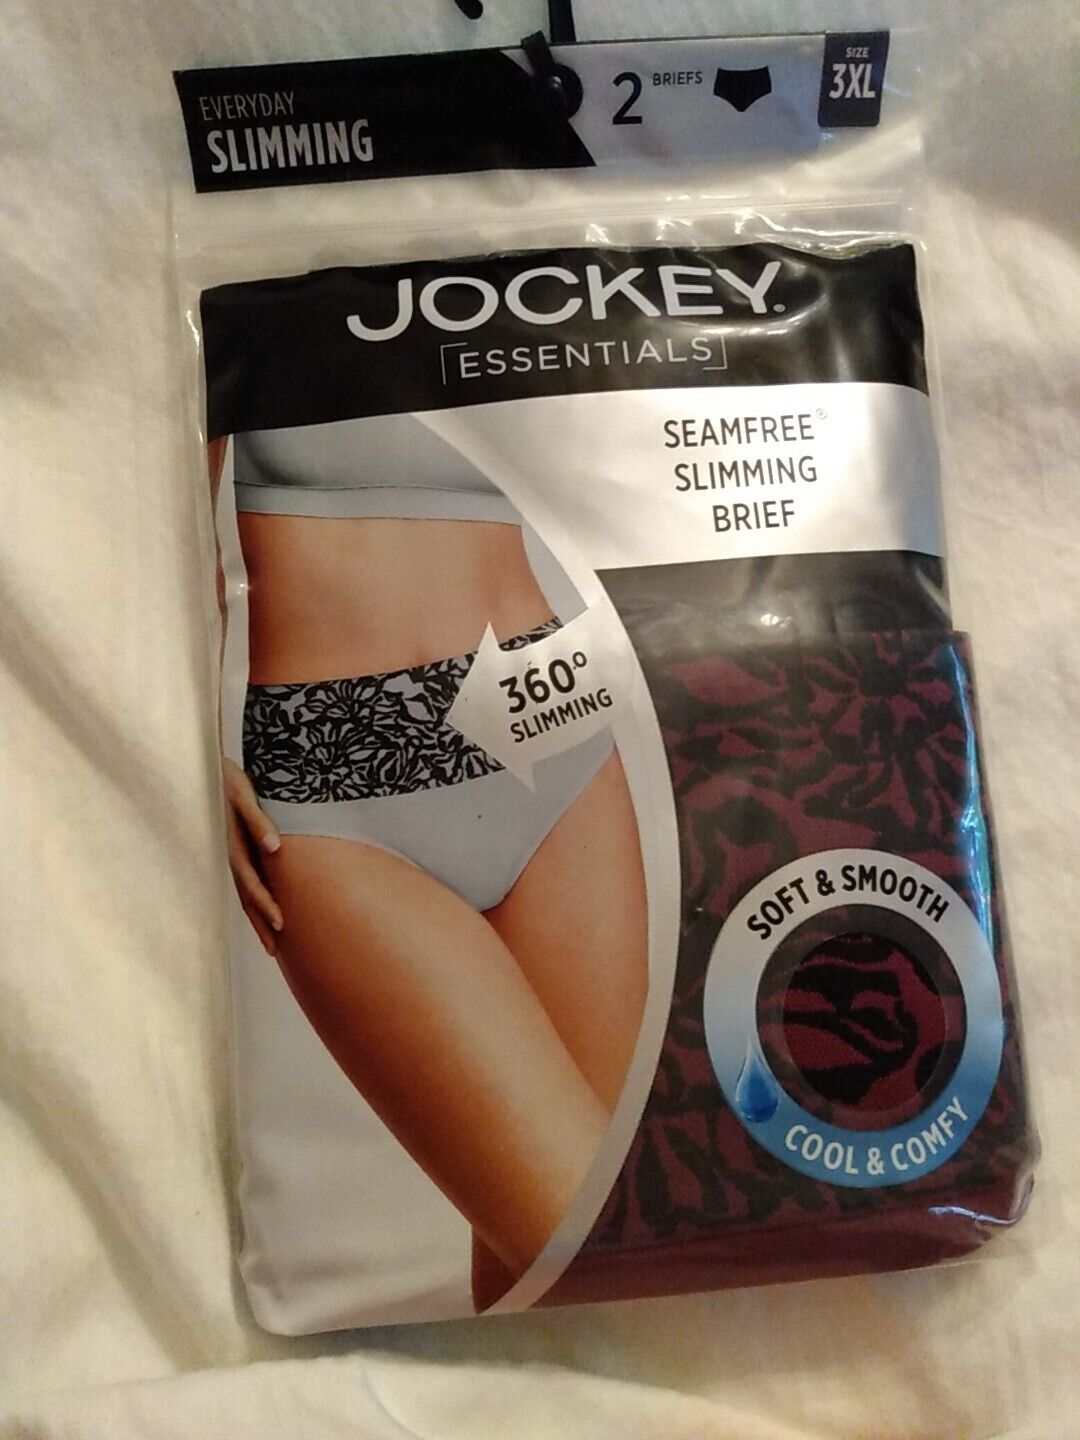 EVERYDAY
SLIMMING
2 BRIEFS
SIZE
3XL
JOCKEY®
[ESSENTIALS]
SEAMFREE®
SLIMMING
BRIEF
360°
SLIMMING
SOFT & SMOOTH
COOL & COMFY